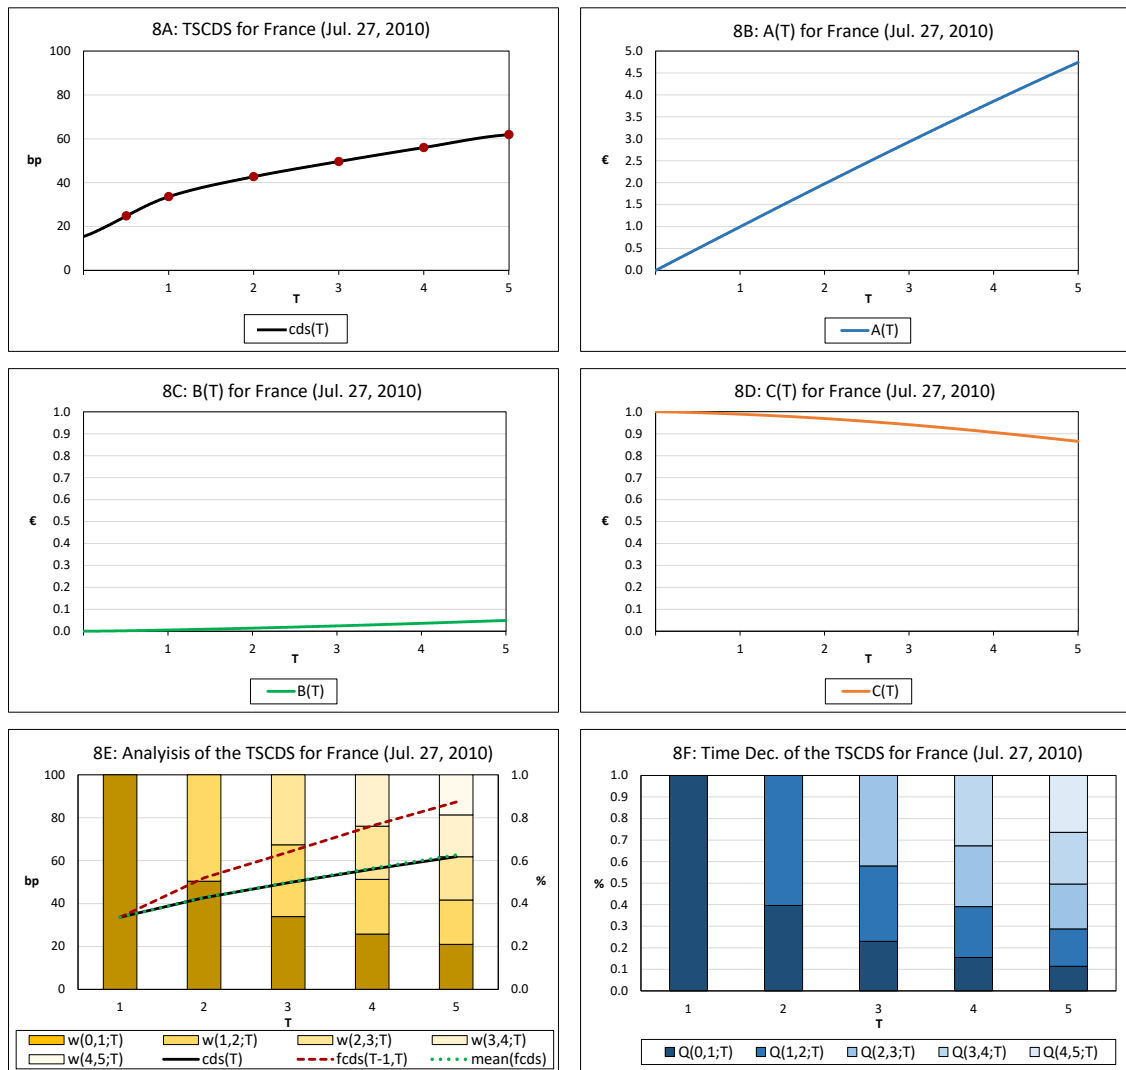 8A: TSCDS for France (Jul. 27, 2010)
100
80
60
bp
40
20
0
1 2 3 4 5
T
cds(T)
8B: A(T) for France (Jul. 27, 2010)
5.0
4.5
4.0
3.5
3.0
€
2.5
2.0
1.5
1.0
0.5
0.0
1 2 3 4 5
T
A(T)
8C: B(T) for France (Jul. 27, 2010)
1.0
0.9
0.8
0.7
0.6
€
0.5
0.4
0.3
0.2
0.1
0.0
1 2 3 4 5
T
B(T)
8D: C(T) for France (Jul. 27, 2010)
1.0
0.9
0.8
0.7
0.6
€
0.5
0.4
0.3
0.2
0.1
0.0
1 2 3 4 5
T
C(T)
8E: Analyisis of the TSCDS for France (Jul. 27, 2010)
100
80
60
bp
40
20
0
1.0
0.8
0.6
%
0.4
0.2
0.0
1 2 3 4 5
T
w(0,1;T) w(1,2;T) w(2,3;T) w(3,4;T)
w(4,5;T) cds(T) fcds(T-1,T) mean(fcds)
8F: Time Dec. of the TSCDS for France (Jul. 27, 2010)
1.0
0.9
0.8
0.7
0.6
%
0.5
0.4
0.3
0.2
0.1
0.0
1 2 3 4 5
T
Q(0,1;T) Q(1,2;T) Q(2,3;T) Q(3,4;T) Q(4,5;T)